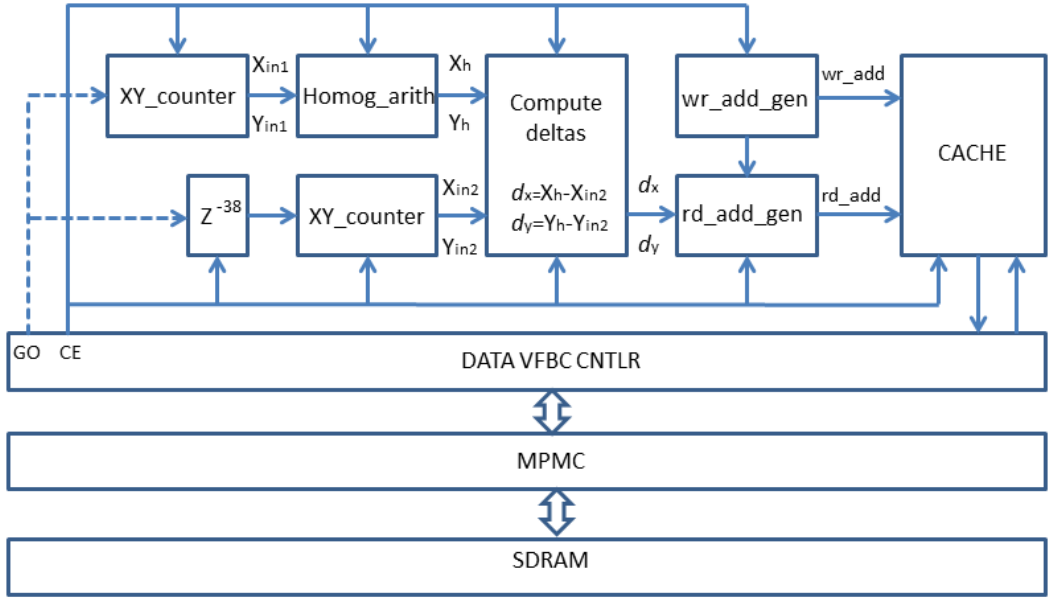 XY_counter
Xin1
Yin1
Homog_arith
Xh
Yh
Compute
deltas
dx=Xh-Xin2
dy=Yh-Yin2
Z-38
XY_counter
Xin2
Yin2
dx
dy
wr_add_gen
wr_add
rd_add_gen
rd_add
CACHE
GO
CE
DATA VFBC CNTLR
MPMC
SDRAM